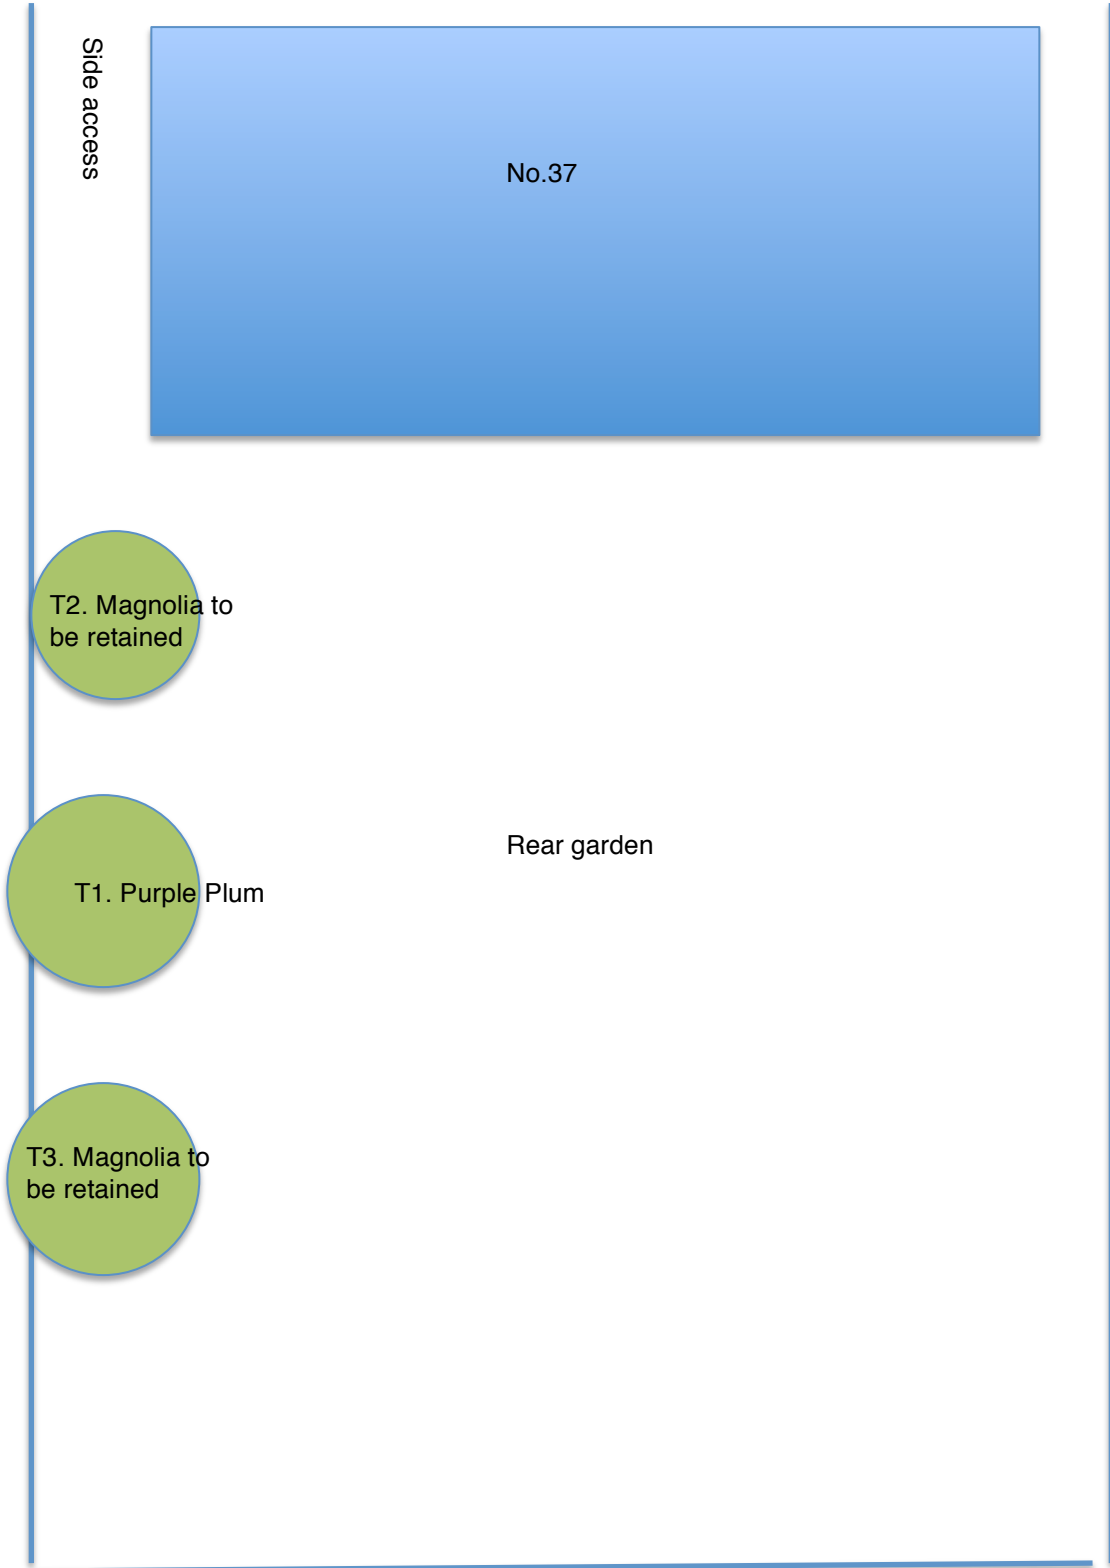 Side access
No.37
T2. Magnolia to
be retained
Rear garden
T1. Purple Plum
T3. Magnolia to
be retained